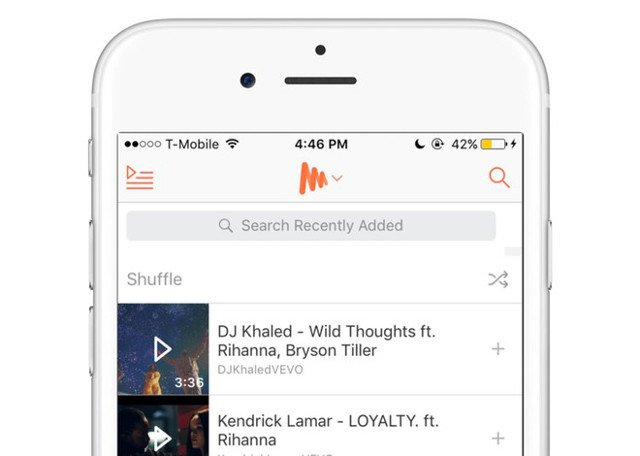 T-Mobile 4:46 PM 42%
Search Recently Added
Shuffle
DJ Khaled - Wild Thoughts ft.
Rihanna, Bryson Tiller
3:36
DJKhaledVEVO
Kendrick Lamar - LOYALTY. ft.
Rihanna